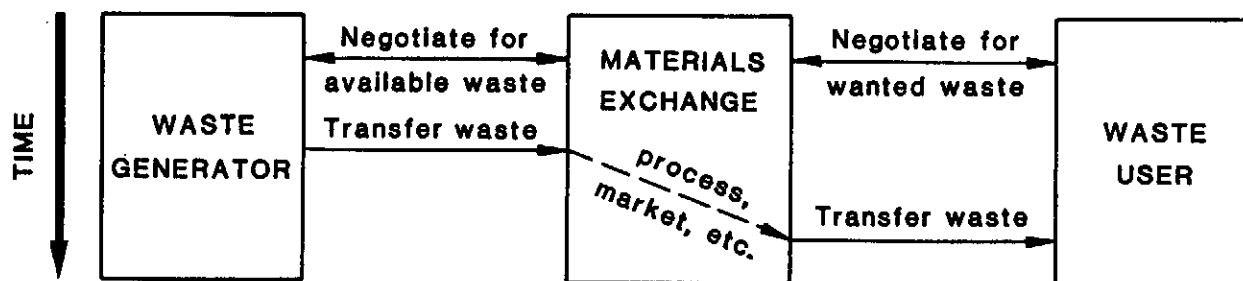 TIME
WASTE
GENERATOR
Negotiate for
available waste
Transfer waste
MATERIALS
EXCHANGE
process,
market, etc.
Negotiate for
wanted waste
Transfer waste
WASTE
USER